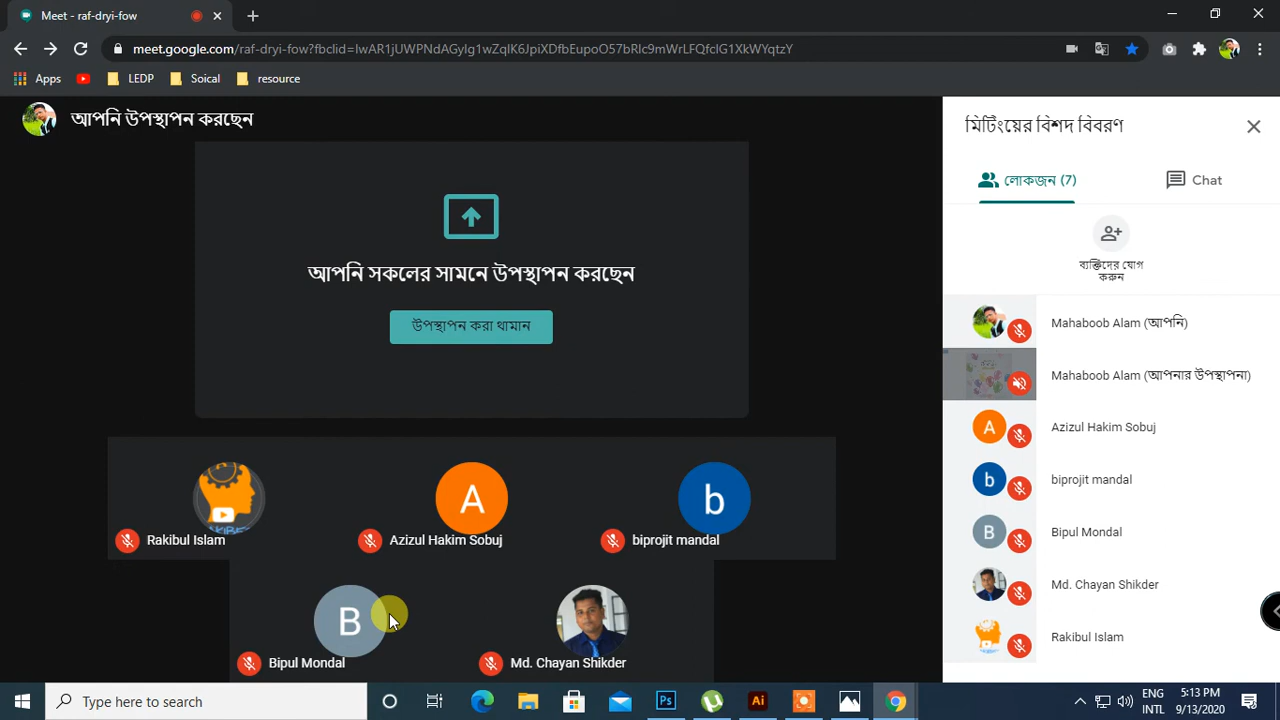 Meet - raf-dryi-fow
meet.google.com/raf-dryi-fow?fbclid=IwAR1jUWPNdAGyIg1wZqIK6JpiXDfbEupoO57bRIc9mWrLFQfclG1XkWYqtzY
Apps
LEDP
Soical
resource
আপনি উপস্থাপন করছেন
আপনি সকলের সামনে উপস্থাপন করছেন
উপস্থাপন করা থামান
Rakibul Islam
A
Azizul Hakim Sobuj
b
biprojit mandal
B
Bipul Mondal
Md. Chayan Shikder
মিটিংয়ের বিশদ বিবরণ
লোকজন (7)
Chat
ব্যক্তিদের যোগ
করুন
Mahaboob Alam (আপনি)
Mahaboob Alam (আপনার উপস্থাপনা)
A
Azizul Hakim Sobuj
b
biprojit mandal
B
Bipul Mondal
Md. Chayan Shikder
Rakibul Islam
Type here to search
Ps
Ai
ENG
INTL
5:13 PM
9/13/2020